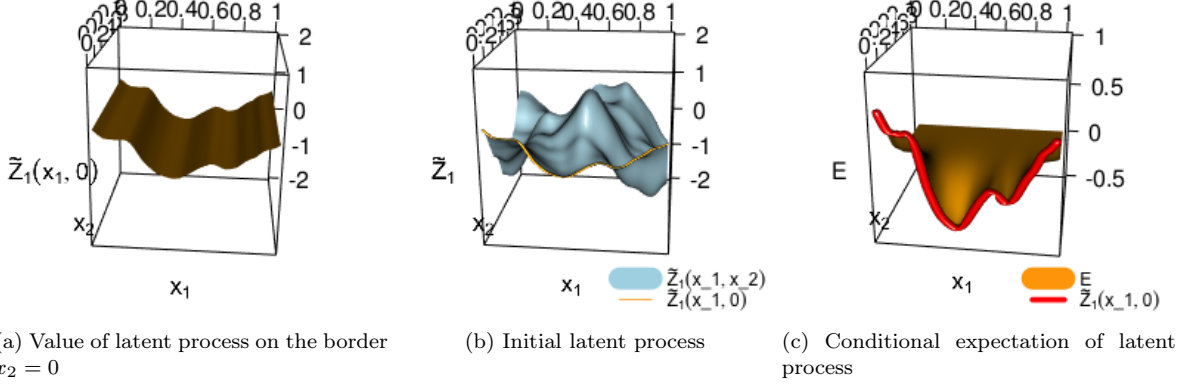 0 0.2 0.4 0.6 0.8 1
2
1
0
-1
-2
Z̃₁(x₁, 0)
x₂
x₁
0 0.2 0.4 0.6 0.8 1
2
1
0
-1
-2
Z̃₁
x₂
x₁
Z̃₁(x_1, x_2)
Z̃₁(x_1, 0)
0 0.2 0.4 0.6 0.8 1
1
0.5
0
-0.5
E
x₂
x₁
E
Z̃₁(x_1, 0)
(a) Value of latent process on the border
x₂ = 0
(b) Initial latent process
(c) Conditional expectation of latent
process